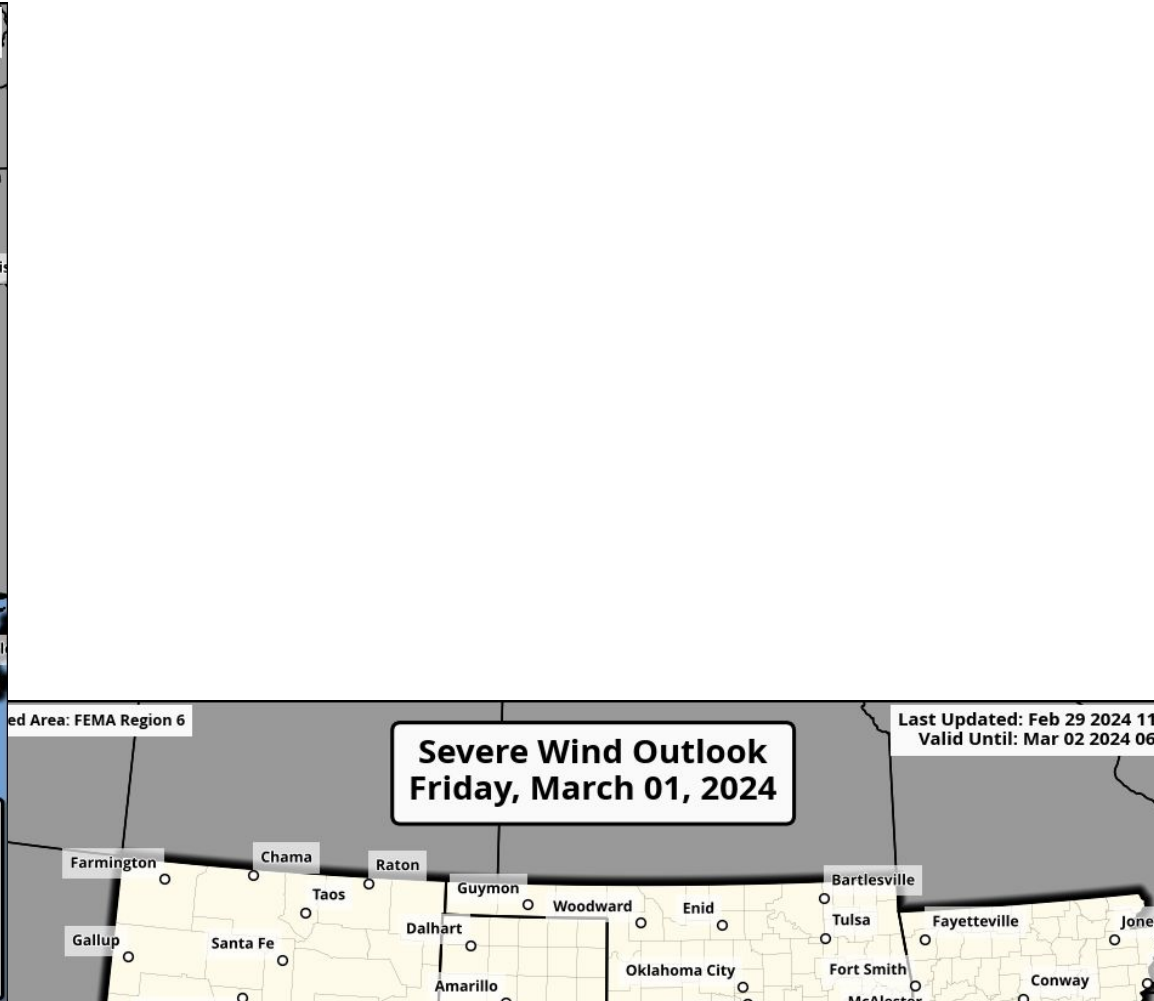 ed Area: FEMA Region 6
Severe Wind Outlook
Friday, March 01, 2024
Last Updated: Feb 29 2024 11
Valid Until: Mar 02 2024 06
Farmington
Chama
Raton
Taos
Guymon
Woodward
Enid
Bartlesville
Tulsa
Fayetteville
Jone
Dalhart
Gallup
Santa Fe
Oklahoma City
Fort Smith
Amarillo
Conway
McAlester